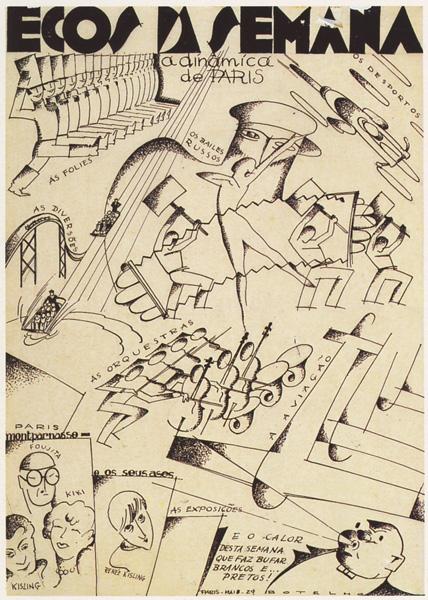 ECOS DA SEMANA
a dinâmica
de PARIS
OS DESPORTOS
OS BAILES
RUSSOS
AS FOLIES
AS DIVERSÕES
AS ORQUESTRAS
A AVIAÇÃO
PARIS
montparnasse =
e os seus ases
FOUJITA
KIKI
KISLING
RENÉE KISLING
AS EXPOSIÇÕES
E O CALOR
DESTA SEMANA
QUE FAZ BUFAR
BRANCOS E...
PRETOS!
PARIS - MAIO - 29 BOTELHO